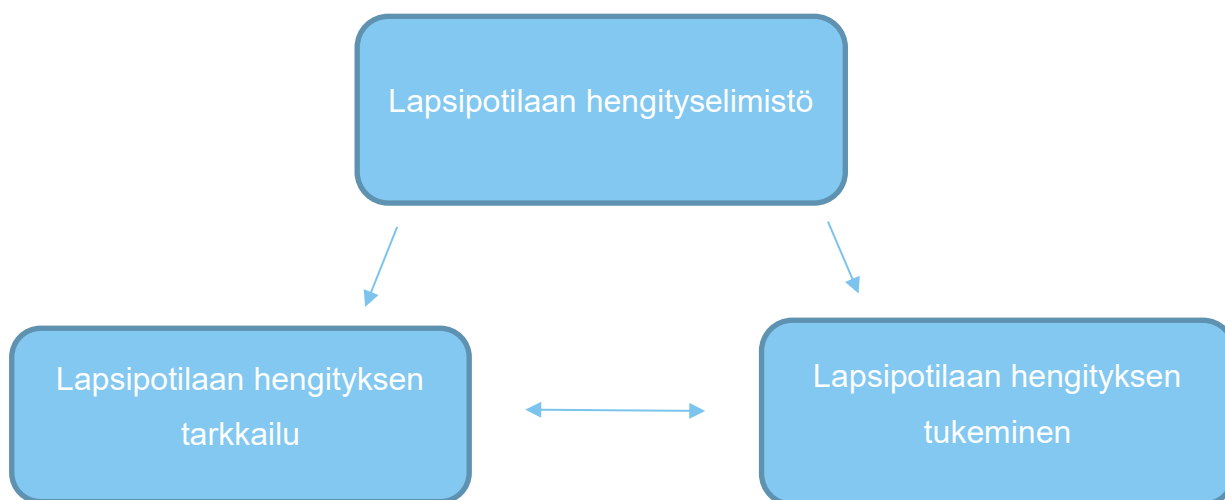 Lapsipotilaan hengityselimistö
Lapsipotilaan hengityksen
tarkkailu
Lapsipotilaan hengityksen
tukeminen